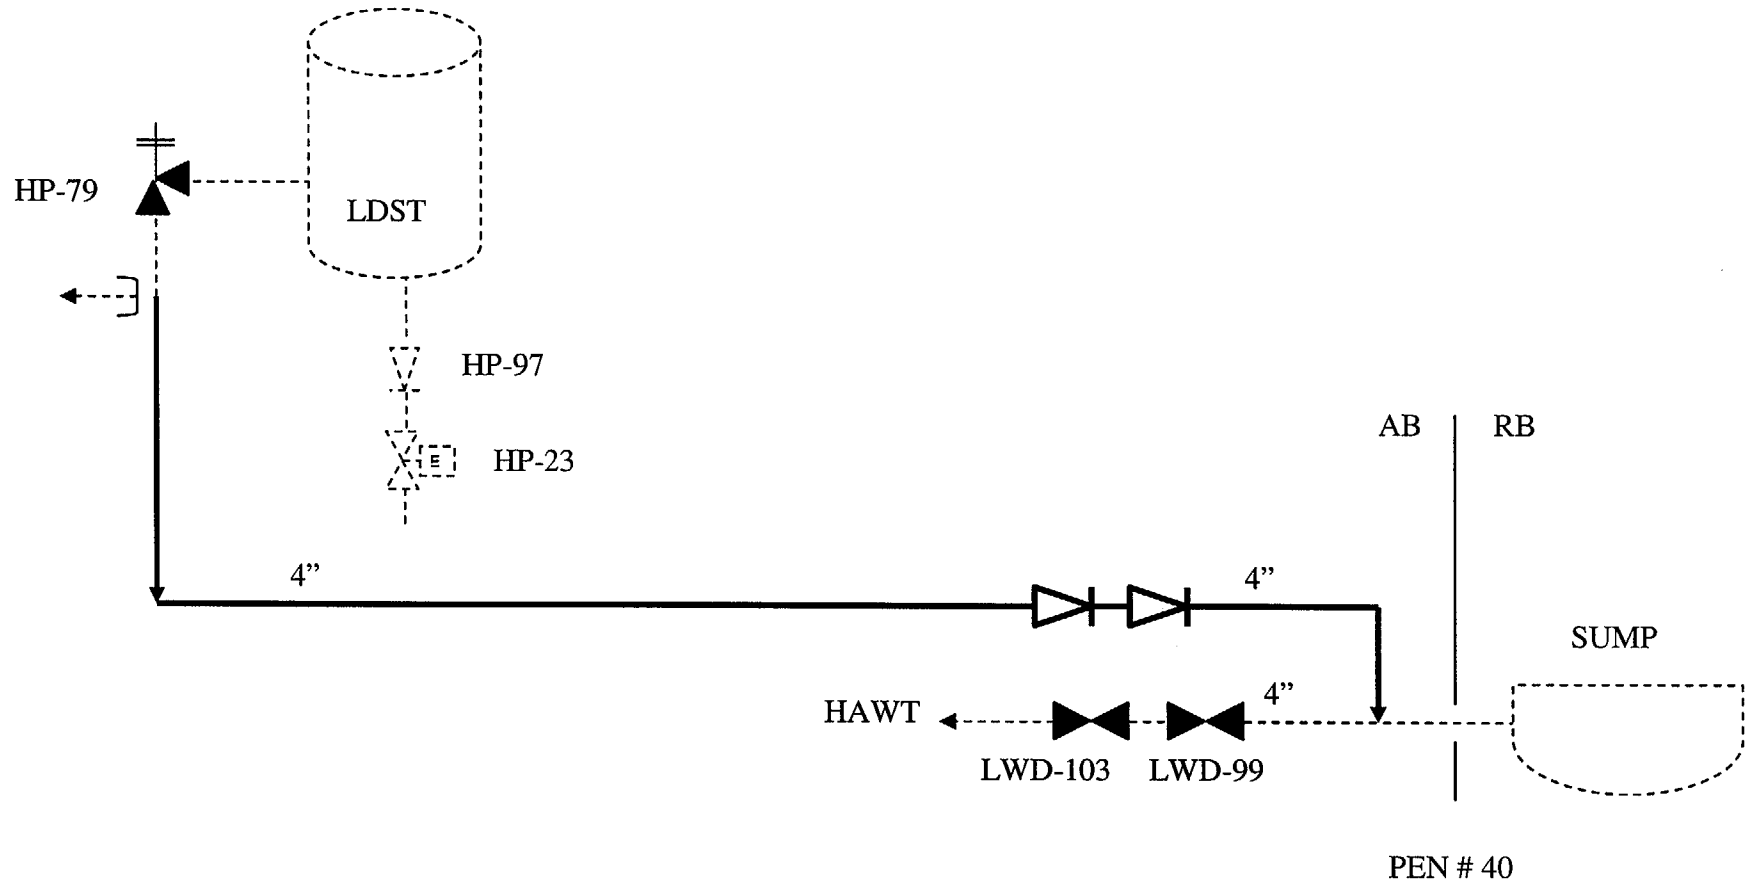 HP-79
LDST
HP-97
AB
RB
HP-23
E
4”
4”
SUMP
4”
HAWT
LWD-103
LWD-99
PEN # 40